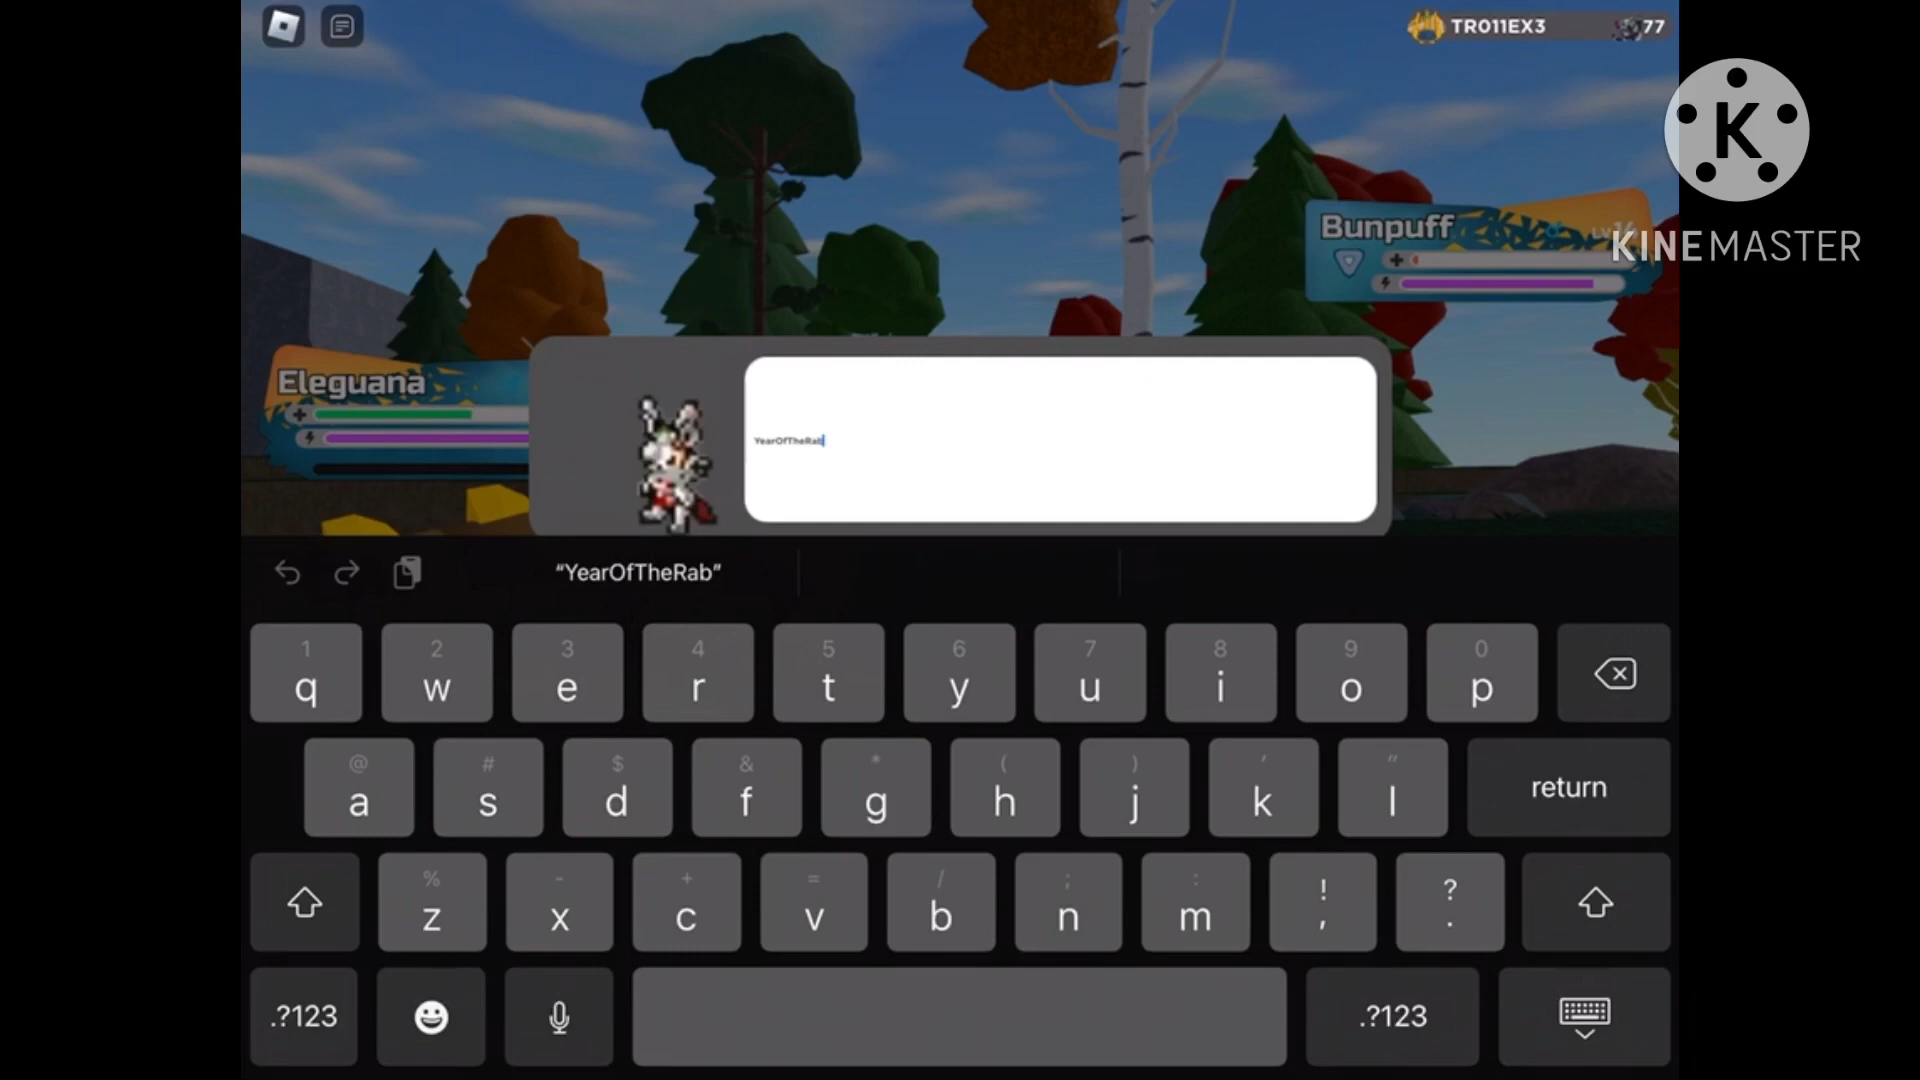 TR011EX3 77
K
KINEMASTER
Bunpuff
Eleguana
YearOfTheRab
“YearOfTheRab”
1 2 3 4 5 6 7 8 9 0
q w e r t y u i o p
@ # $ & * ( ) ' "
a s d f g h j k l return
% - + = / ; : ! ?
z x c v b n m , .
.?123 .?123